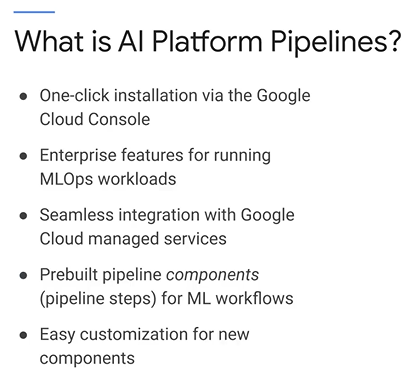 What is AI Platform Pipelines?
● One-click installation via the Google
Cloud Console
● Enterprise features for running
MLOps workloads
● Seamless integration with Google
Cloud managed services
● Prebuilt pipeline components
(pipeline steps) for ML workflows
● Easy customization for new
components